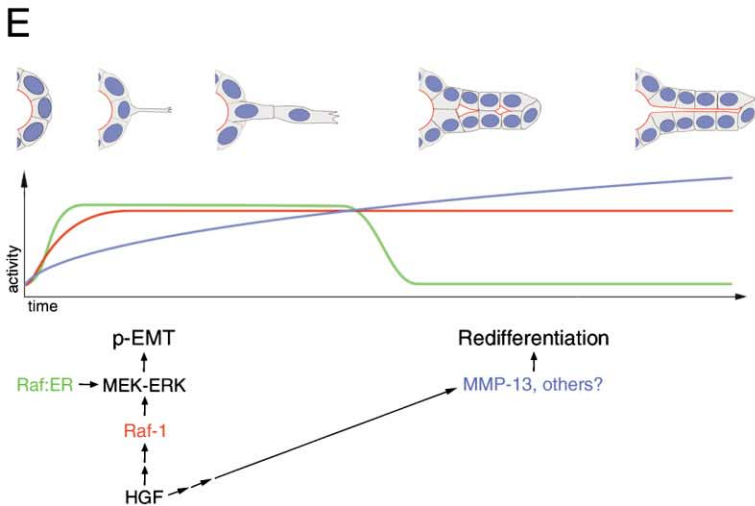 E
activity
time
p-EMT
Redifferentiation
Raf:ER
MEK-ERK
MMP-13, others?
Raf-1
HGF